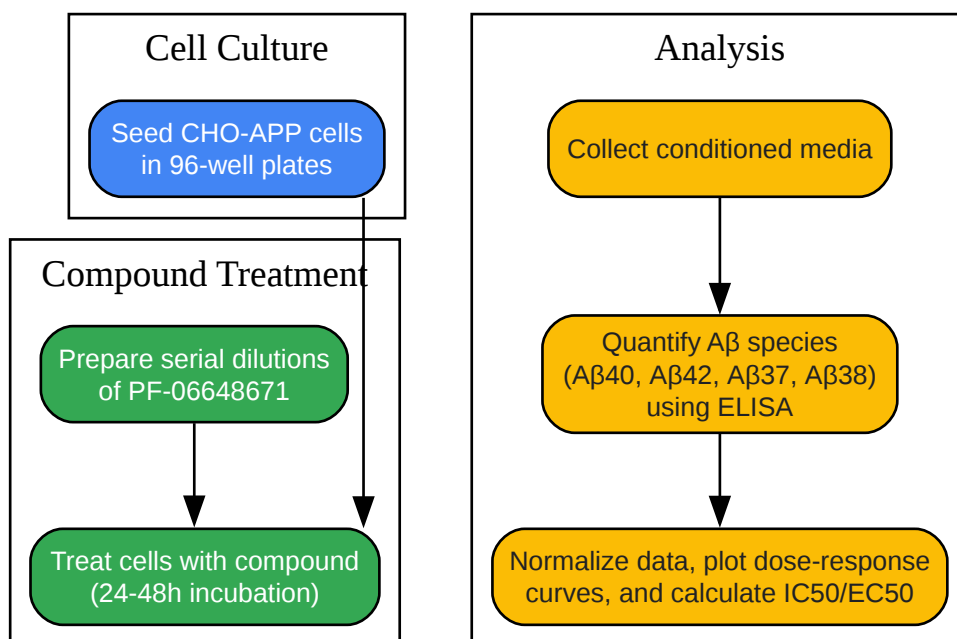 Cell Culture
Seed CHO-APP cells
in 96-well plates
Compound Treatment
Prepare serial dilutions
of PF-06648671
Treat cells with compound
(24-48h incubation)
Analysis
Collect conditioned media
Quantify Aβ species
(Aβ40, Aβ42, Aβ37, Aβ38)
using ELISA
Normalize data, plot dose-response
curves, and calculate IC50/EC50